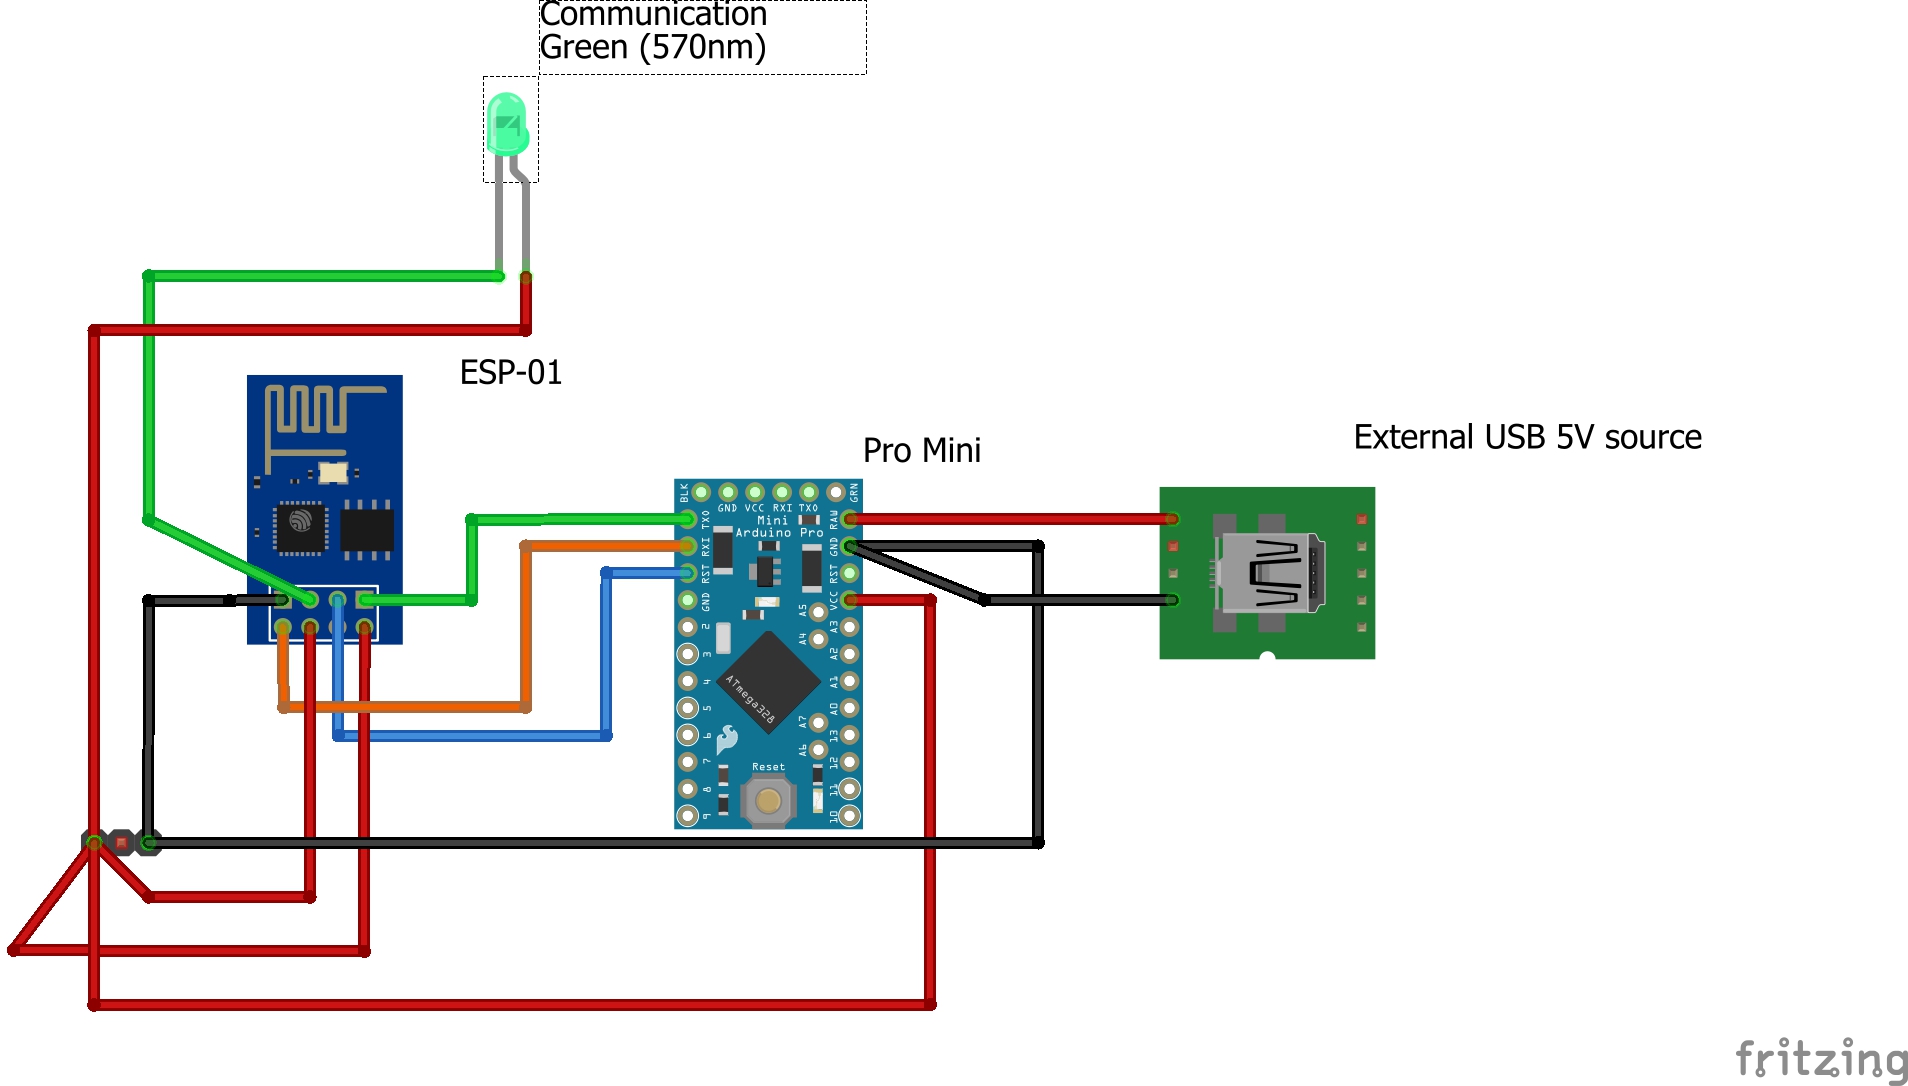 Communication
Green (570nm)
ESP-01
Pro Mini
External USB 5V source
BLK
GND VCC RXI TXO
GRN
Mini
Arduino Pro
TXO
RXI
RST
GND
2
3
4
5
6
7
8
9
RAW
GND
RST
VCC
A3
A2
A1
A0
13
12
11
10
A5
A4
A7
A6
ATmega328
Reset
fritzing